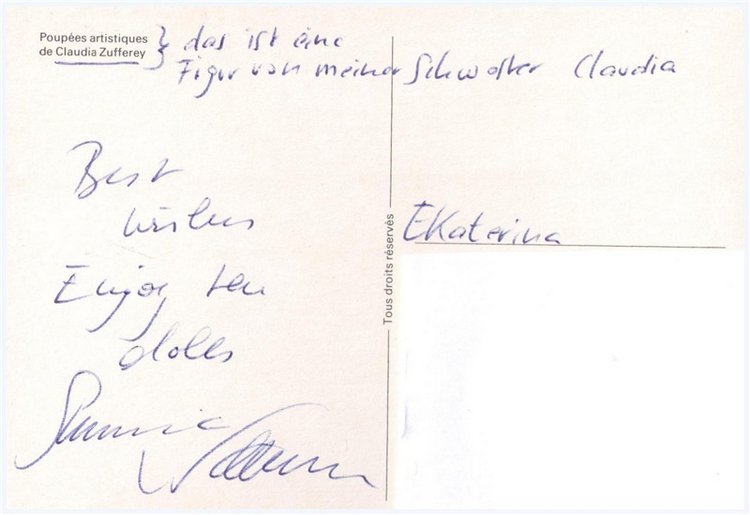 Poupées artistiques
de Claudia Zufferey
das ist eine
Figur von meiner Schwester Claudia
Best
wishes
Enjoy
dolls
Ekaterina
Tous droits réservés